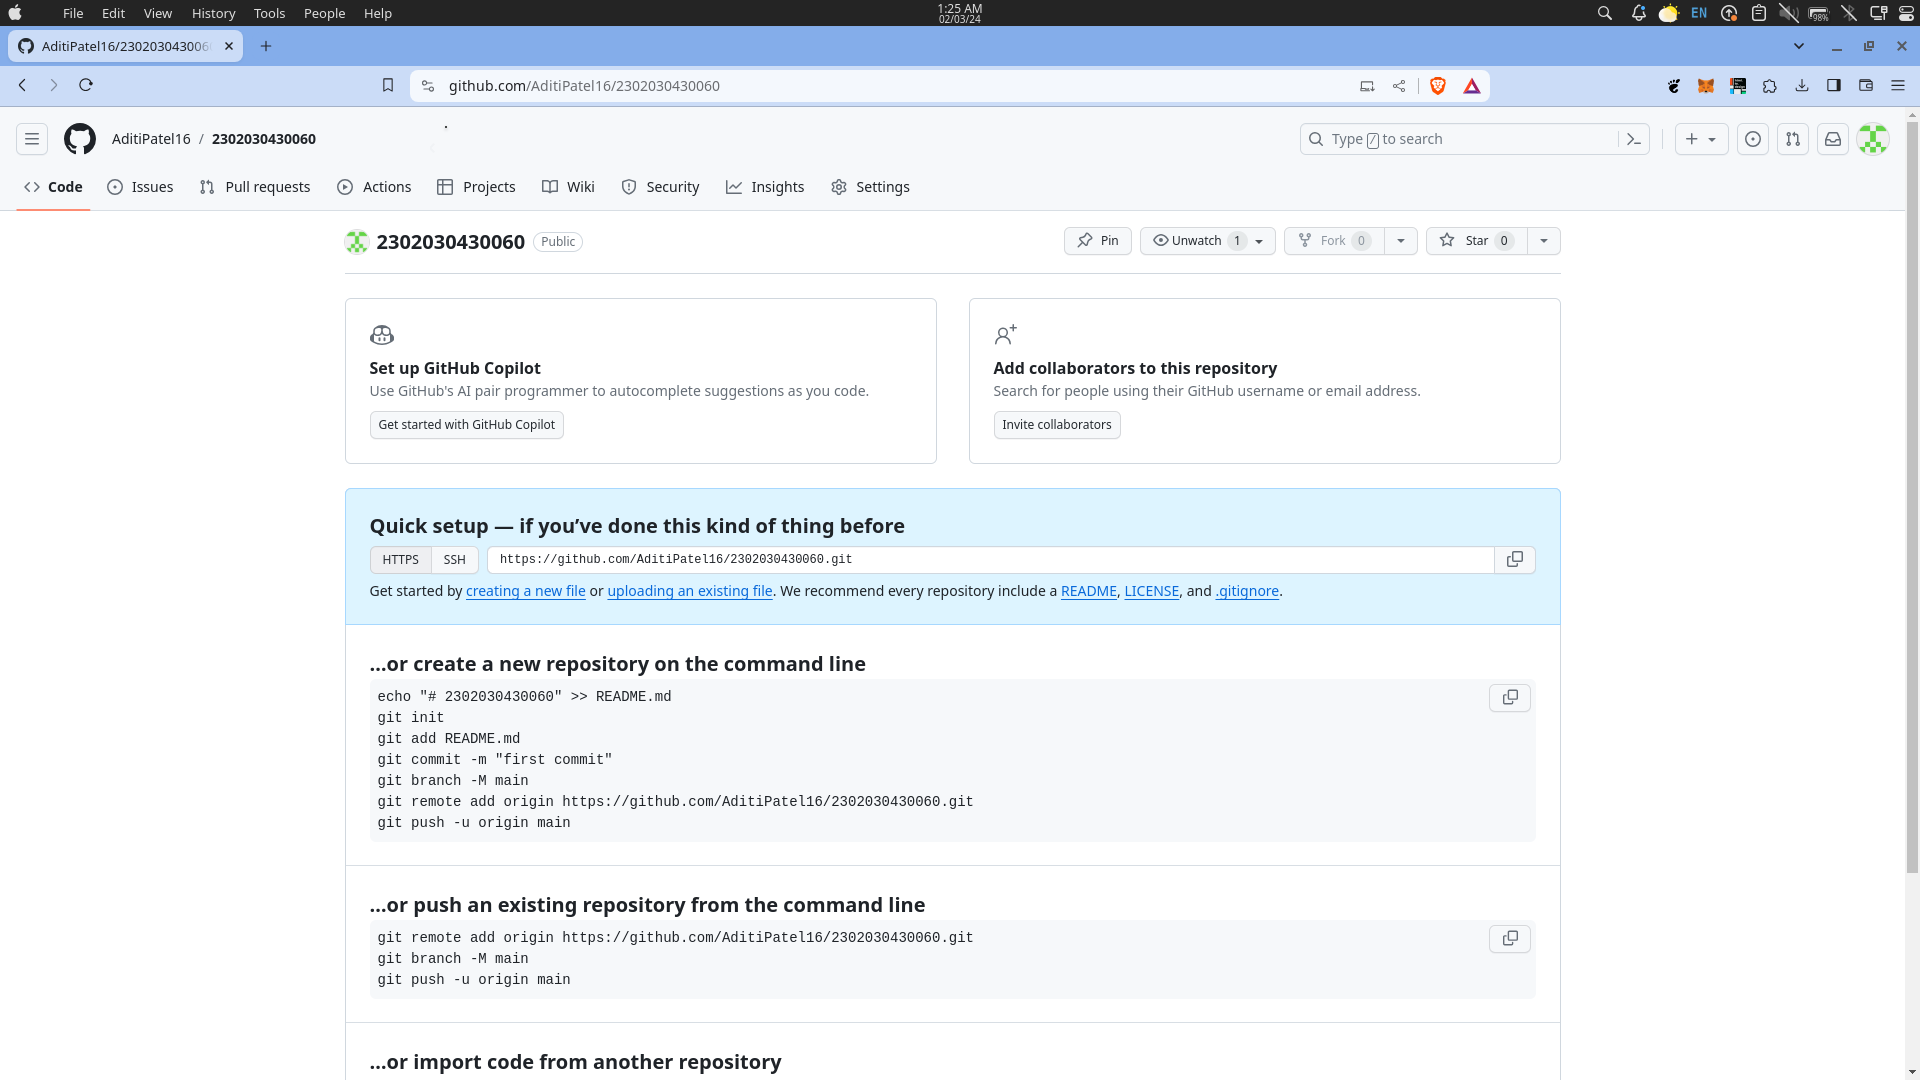 File Edit View History Tools People Help
1:25 AM
02/03/24
EN
98%
AditiPatel16/230203043006
github.com/AditiPatel16/2302030430060
AditiPatel16 / 2302030430060
Type / to search
Code Issues Pull requests Actions Projects Wiki Security Insights Settings
2302030430060 Public
Pin Unwatch 1 Fork 0 Star 0
Set up GitHub Copilot
Use GitHub's AI pair programmer to autocomplete suggestions as you code.
Get started with GitHub Copilot
Add collaborators to this repository
Search for people using their GitHub username or email address.
Invite collaborators
Quick setup — if you’ve done this kind of thing before
HTTPS SSH https://github.com/AditiPatel16/2302030430060.git
Get started by creating a new file or uploading an existing file. We recommend every repository include a README, LICENSE, and .gitignore.
…or create a new repository on the command line
echo "# 2302030430060" >> README.md
git init
git add README.md
git commit -m "first commit"
git branch -M main
git remote add origin https://github.com/AditiPatel16/2302030430060.git
git push -u origin main
…or push an existing repository from the command line
git remote add origin https://github.com/AditiPatel16/2302030430060.git
git branch -M main
git push -u origin main
…or import code from another repository